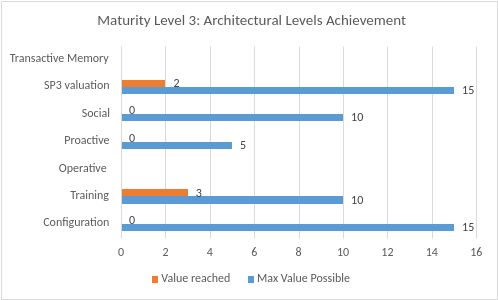 Maturity Level 3: Architectural Levels Achievement
Transactive Memory
SP3 valuation 2 15
Social 0 10
Proactive 0 5
Operative
Training 3 10
Configuration 0 15
0 2 4 6 8 10 12 14 16
Value reached Max Value Possible